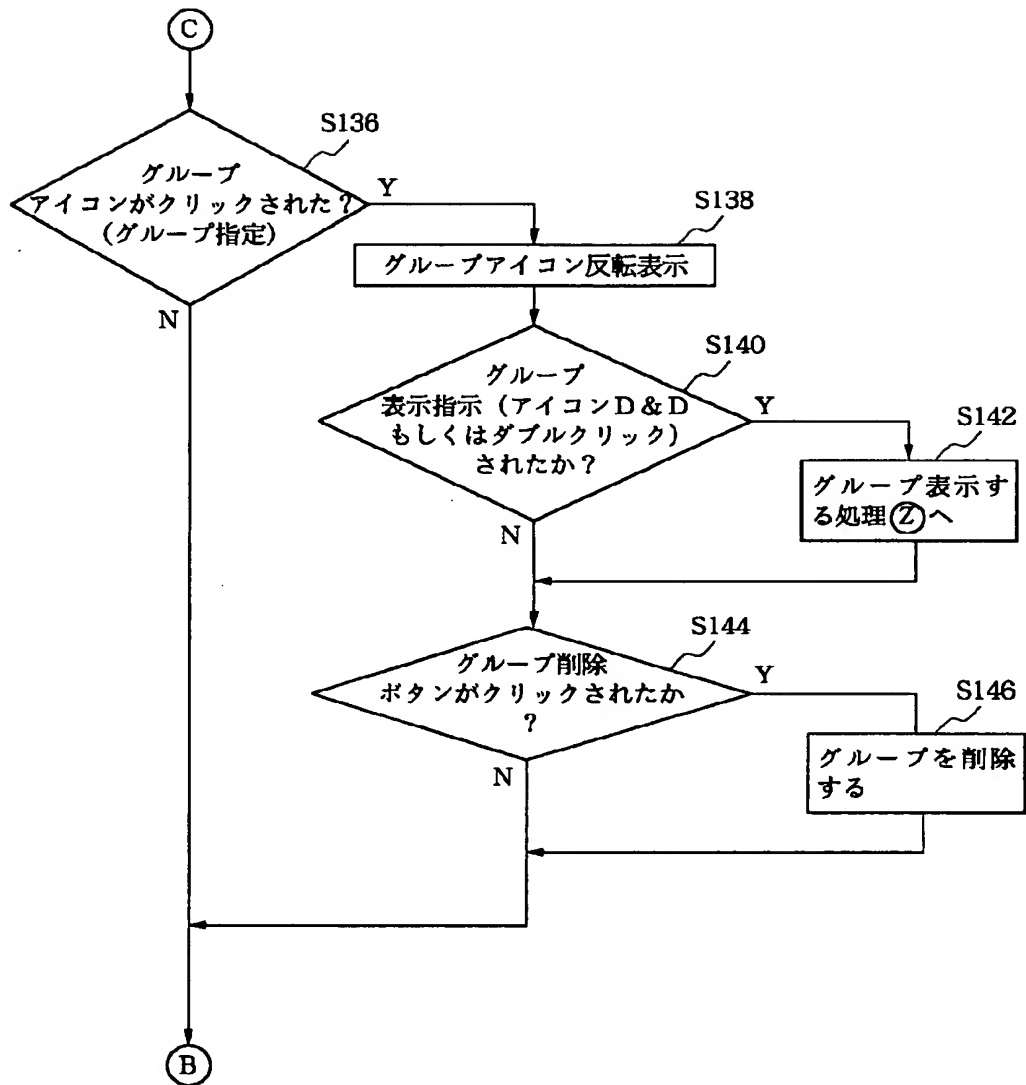 C
S136
グループ
アイコンがクリックされた?
(グループ指定)
Y
N
S138
グループアイコン反転表示
S140
グループ
表示指示(アイコンD&D
もしくはダブルクリック)
されたか?
Y
N
S142
グループ表示す
る処理Ⓩへ
S144
グループ削除
ボタンがクリックされたか
?
Y
N
S146
グループを削除
する
B